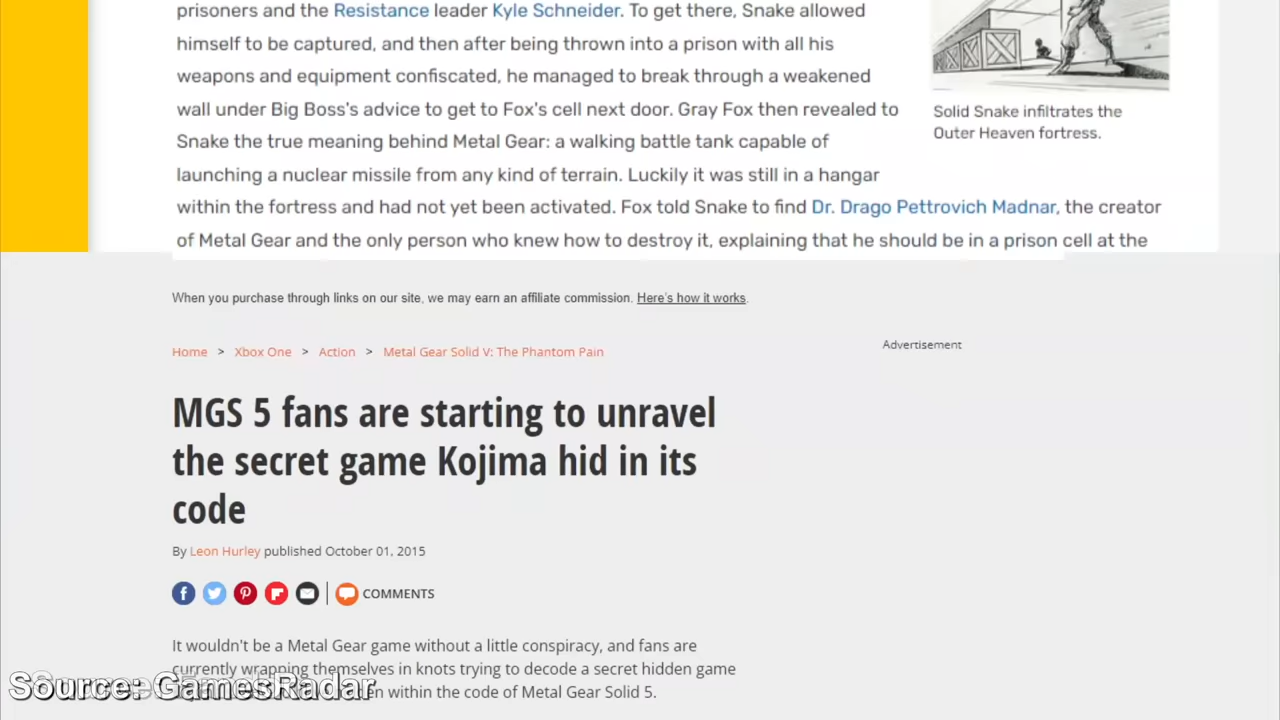 prisoners and the Resistance leader Kyle Schneider. To get there, Snake allowed
himself to be captured, and then after being thrown into a prison with all his
weapons and equipment confiscated, he managed to break through a weakened
wall under Big Boss's advice to get to Fox's cell next door. Gray Fox then revealed to
Snake the true meaning behind Metal Gear: a walking battle tank capable of
launching a nuclear missile from any kind of terrain. Luckily it was still in a hangar
within the fortress and had not yet been activated. Fox told Snake to find Dr. Drago Pettrovich Madnar, the creator
of Metal Gear and the only person who knew how to destroy it, explaining that he should be in a prison cell at the
Solid Snake infiltrates the
Outer Heaven fortress.
When you purchase through links on our site, we may earn an affiliate commission. Here's how it works.
Home > Xbox One > Action > Metal Gear Solid V: The Phantom Pain
Advertisement
MGS 5 fans are starting to unravel
the secret game Kojima hid in its
code
By Leon Hurley published October 01, 2015
COMMENTS
It wouldn't be a Metal Gear game without a little conspiracy, and fans are
currently wrapping themselves in knots trying to decode a secret hidden game
within the code of Metal Gear Solid 5.
Source: GamesRadar